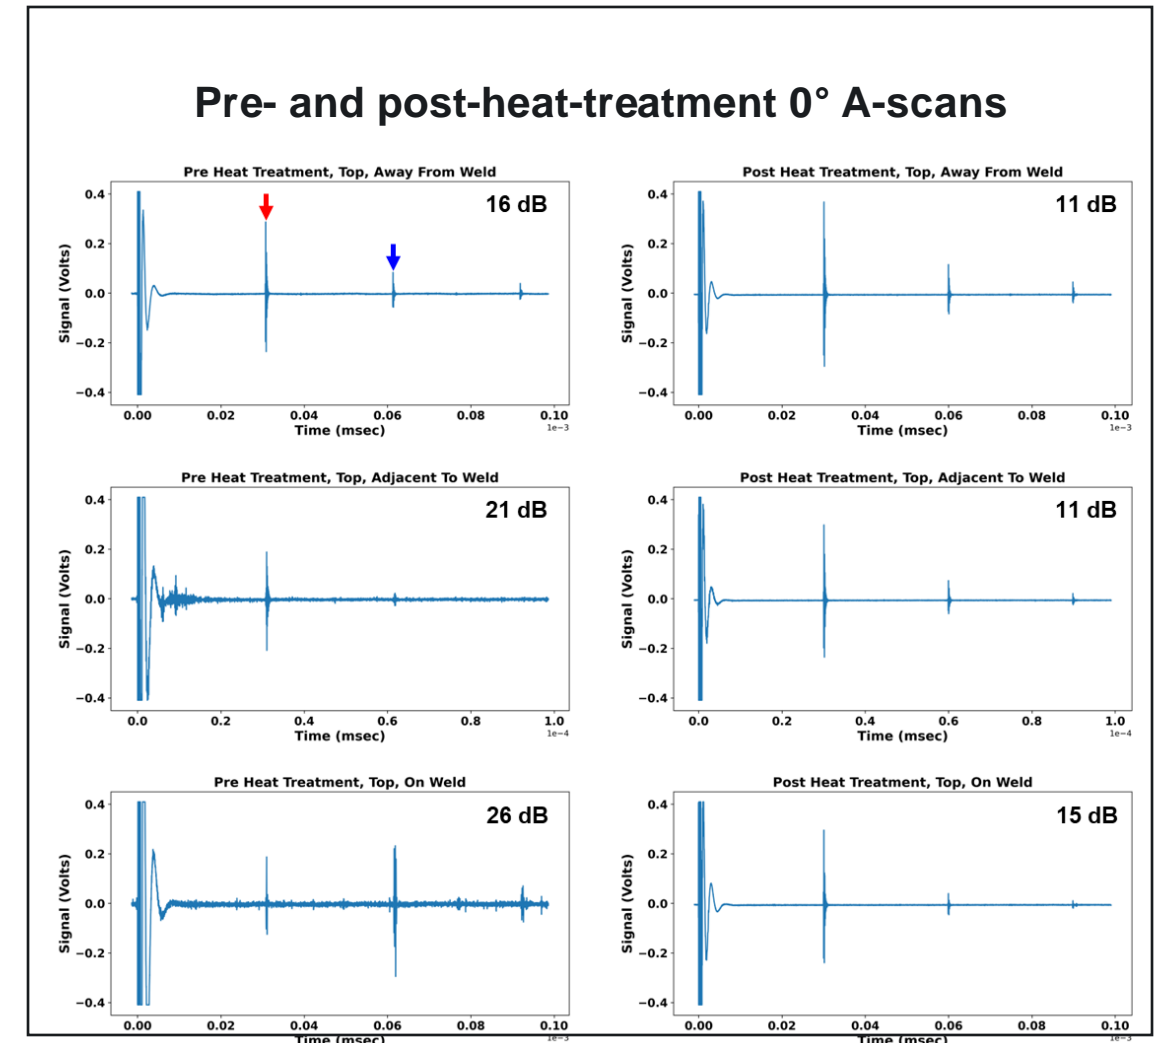 Pre- and post-heat-treatment 0° A-scans
Pre Heat Treatment, Top, Away From Weld
16 dB
Signal (Volts)
0.4
0.2
0.0
−0.2
−0.4
0.00 0.02 0.04 0.06 0.08 0.10
Time (msec)
1e−3
Post Heat Treatment, Top, Away From Weld
11 dB
Signal (Volts)
0.4
0.2
0.0
−0.2
−0.4
0.00 0.02 0.04 0.06 0.08 0.10
Time (msec)
1e−3
Pre Heat Treatment, Top, Adjacent To Weld
21 dB
Signal (Volts)
0.4
0.2
0.0
−0.2
−0.4
0.0 0.2 0.4 0.6 0.8 1.0
Time (msec)
1e−4
Post Heat Treatment, Top, Adjacent To Weld
11 dB
Signal (Volts)
0.4
0.2
0.0
−0.2
−0.4
0.0 0.2 0.4 0.6 0.8 1.0
Time (msec)
1e−4
Pre Heat Treatment, Top, On Weld
26 dB
Signal (Volts)
0.4
0.2
0.0
−0.2
−0.4
0.00 0.02 0.04 0.06 0.08 0.10
Time (msec)
1e−3
Post Heat Treatment, Top, On Weld
15 dB
Signal (Volts)
0.4
0.2
0.0
−0.2
−0.4
0.00 0.02 0.04 0.06 0.08 0.10
Time (msec)
1e−3